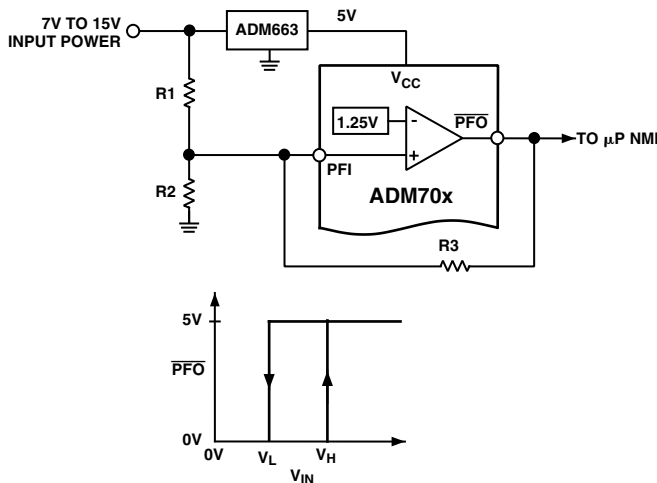 7V TO 15V
INPUT POWER
ADM663
5V
VCC
R1
1.25V
-
PFO
TO µP NMI
+
PFI
R2
ADM70x
R3
5V
PFO
0V
0V
VL
VH
VIN